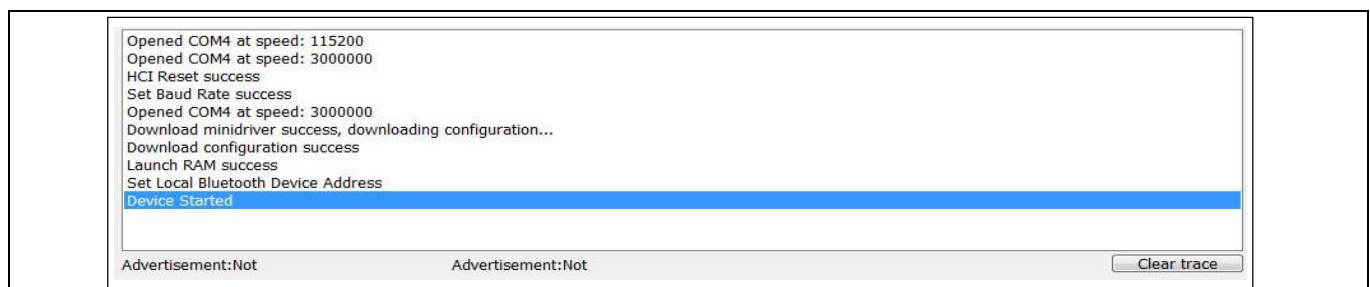 Opened COM4 at speed: 115200
Opened COM4 at speed: 3000000
HCI Reset success
Set Baud Rate success
Opened COM4 at speed: 3000000
Download minidriver success, downloading configuration...
Download configuration success
Launch RAM success
Set Local Bluetooth Device Address
Device Started
Advertisement:Not Advertisement:Not Clear trace